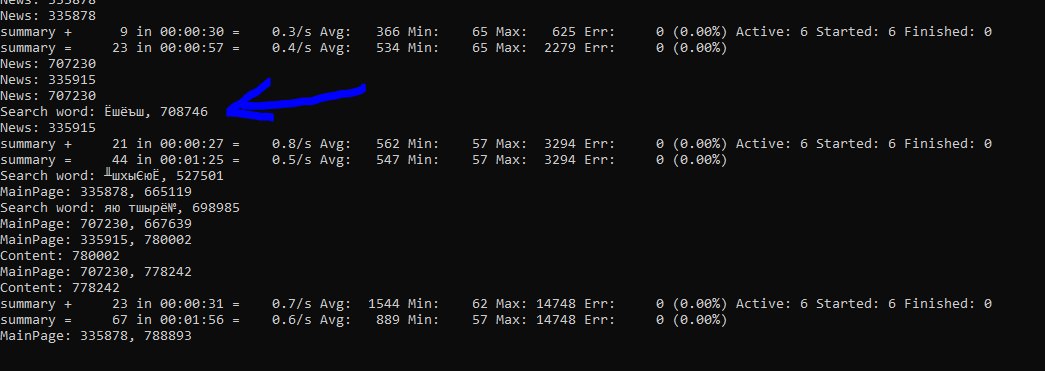 News: 335878
News: 335878
summary +      9 in 00:00:30 =    0.3/s Avg:   366 Min:    65 Max:   625 Err:     0 (0.00%) Active: 6 Started: 6 Finished: 0
summary =     23 in 00:00:57 =    0.4/s Avg:   534 Min:    65 Max:  2279 Err:     0 (0.00%)
News: 707230
News: 335915
News: 707230
Search word: Ёшёъш, 708746
News: 335915
summary +     21 in 00:00:27 =    0.8/s Avg:   562 Min:    57 Max:  3294 Err:     0 (0.00%) Active: 6 Started: 6 Finished: 0
summary =     44 in 00:01:25 =    0.5/s Avg:   547 Min:    57 Max:  3294 Err:     0 (0.00%)
Search word: ╨шхыЄюЁ, 527501
MainPage: 335878, 665119
Search word: яю тшырё№, 698985
MainPage: 707230, 667639
MainPage: 335915, 780002
Content: 780002
MainPage: 707230, 778242
Content: 778242
summary +     23 in 00:00:31 =    0.7/s Avg:  1544 Min:    62 Max: 14748 Err:     0 (0.00%) Active: 6 Started: 6 Finished: 0
summary =     67 in 00:01:56 =    0.6/s Avg:   889 Min:    57 Max: 14748 Err:     0 (0.00%)
MainPage: 335878, 788893